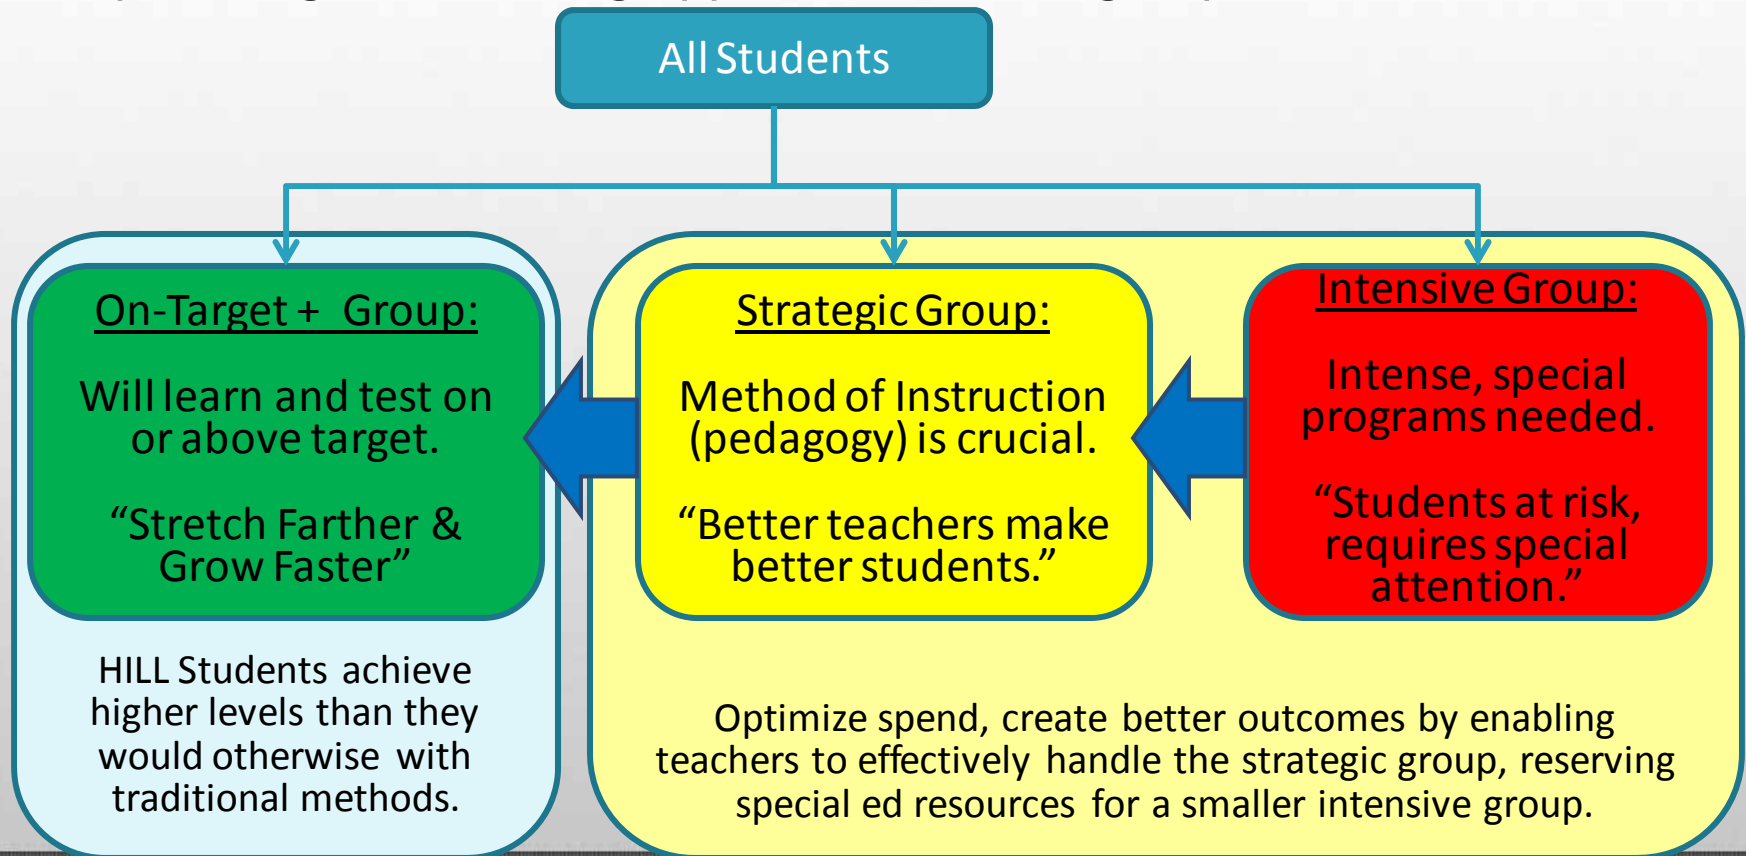 All Students
On-Target + Group:
Will learn and test on
or above target.
“Stretch Farther &
Grow Faster”
HILL Students achieve
higher levels than they
would otherwise with
traditional methods.
Strategic Group:
Method of Instruction
(pedagogy) is crucial.
“Better teachers make
better students.”
Intensive Group:
Intense, special
programs needed.
“Students at risk,
requires special
attention.”
Optimize spend, create better outcomes by enabling
teachers to effectively handle the strategic group, reserving
special ed resources for a smaller intensive group.